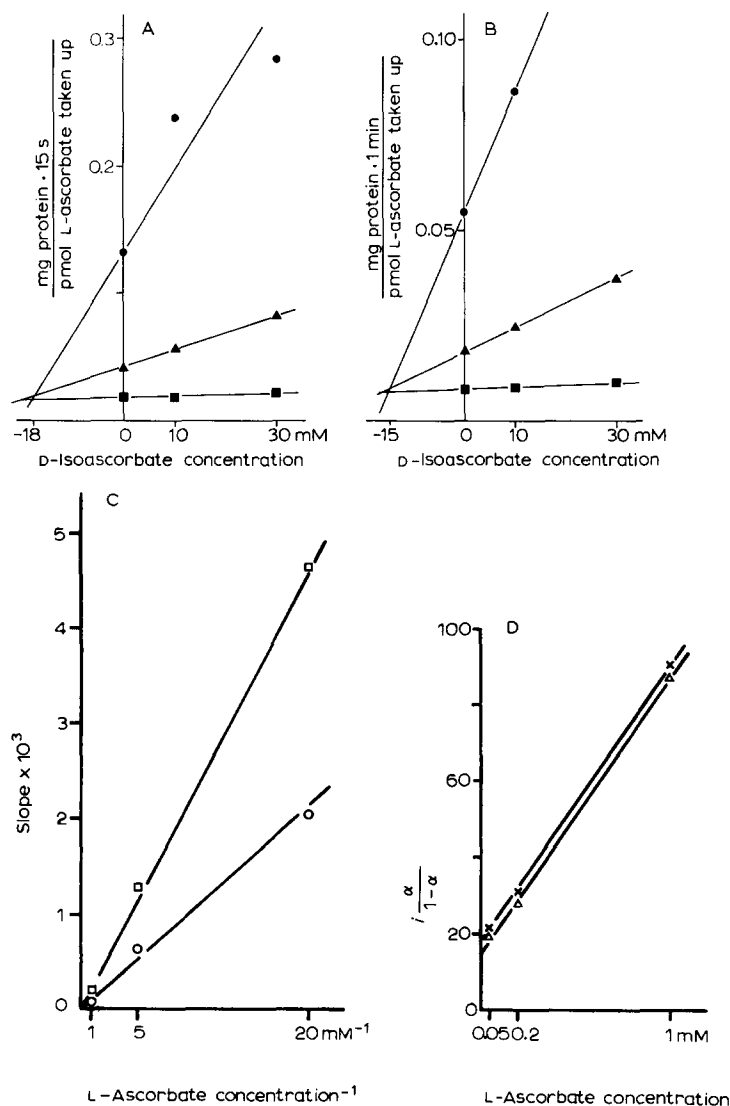 A
0.3
0.2
mg protein · 15 s
pmol L-ascorbate taken up
-18
0
10
30 mM
D-Isoascorbate concentration
B
0.10
0.05
mg protein · 1 min
pmol L-ascorbate taken up
-15
0
10
30 mM
D-Isoascorbate concentration
C
5
4
3
2
1
0
Slope x 10³
1
5
20 mM⁻¹
L-Ascorbate concentration⁻¹
D
100
60
20
0
i α
1-α
0.05
0.2
1 mM
L-Ascorbate concentration